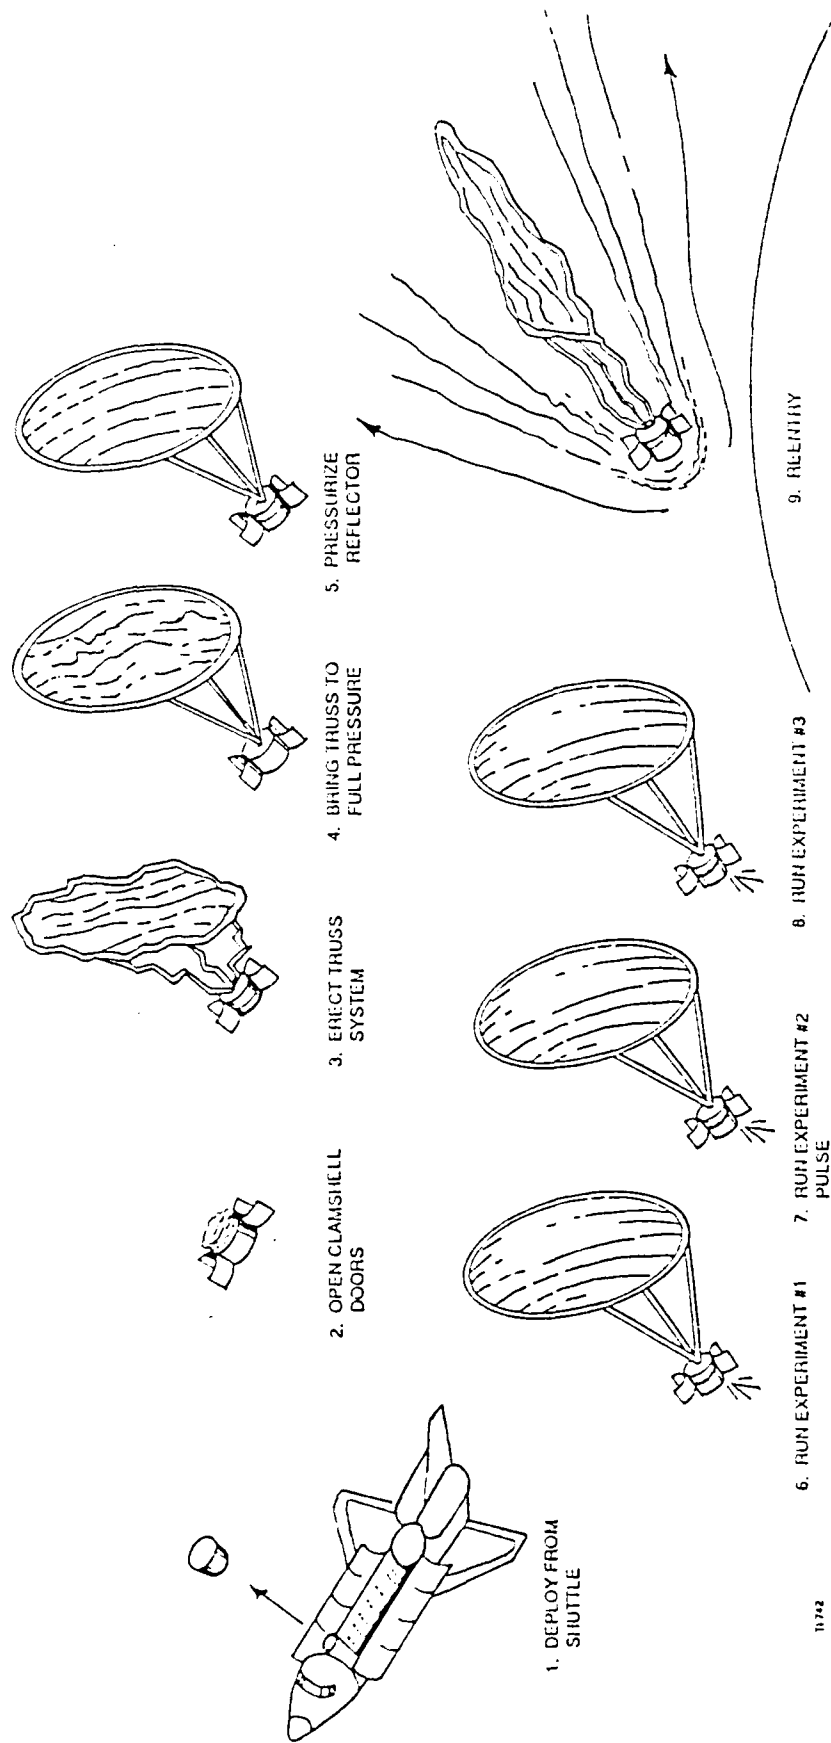 1. DEPLOY FROM
SHUTTLE
2. OPEN CLAMSHELL
DOORS
3. ERECT TRUSS
SYSTEM
4. BRING TRUSS TO
FULL PRESSURE
5. PRESSURIZE
REFLECTOR
6. RUN EXPERIMENT #1
7. RUN EXPERIMENT #2
PULSE
8. RUN EXPERIMENT #3
9. REENTRY